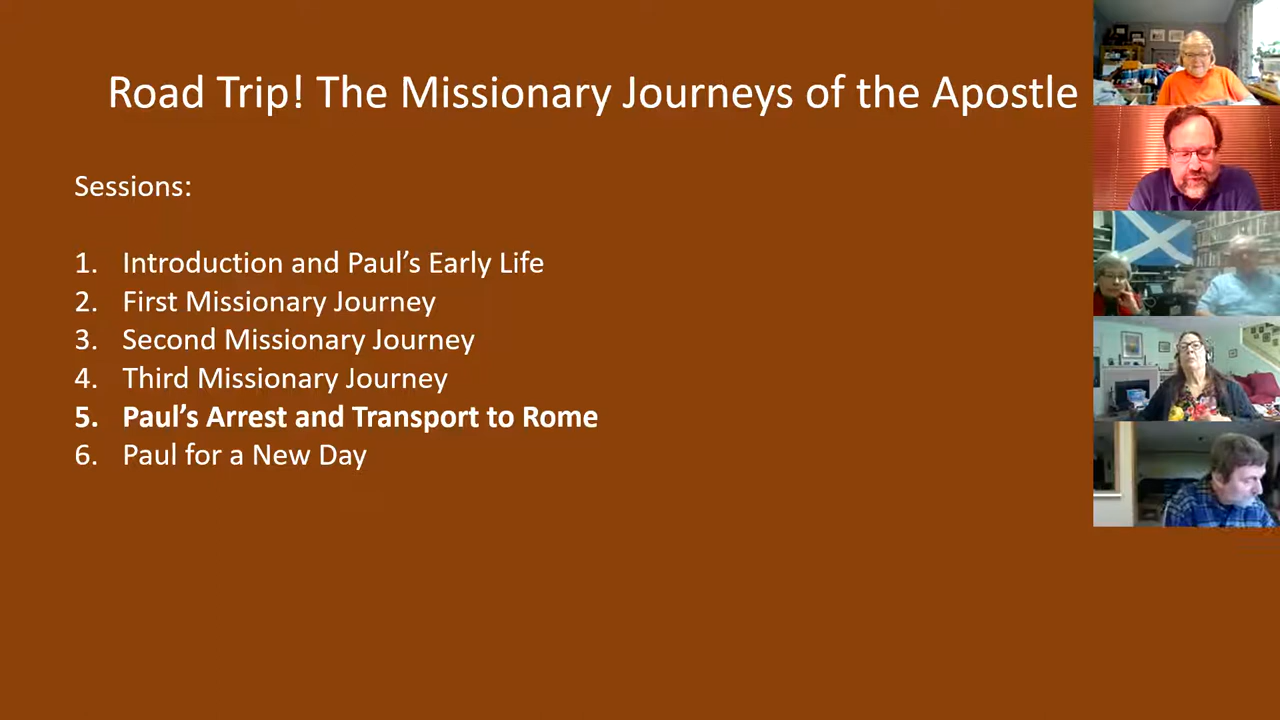 Road Trip! The Missionary Journeys of the Apostle
Sessions:
1. Introduction and Paul's Early Life
2. First Missionary Journey
3. Second Missionary Journey
4. Third Missionary Journey
5. Paul's Arrest and Transport to Rome
6. Paul for a New Day